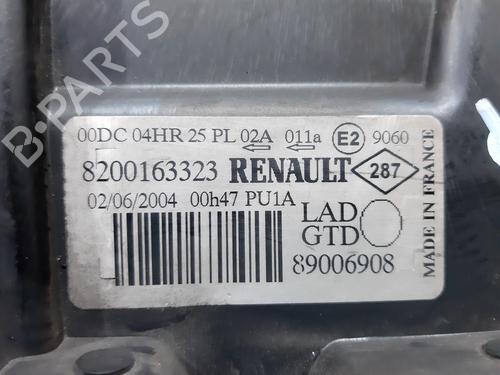 B-PARTS
00DC 04HR 25 PL 02A 011a E2 9060
8200163323 RENAULT 287
02/06/2004 00h47 PU1A
LAD
GTD
89006908
MADE IN FRANCE